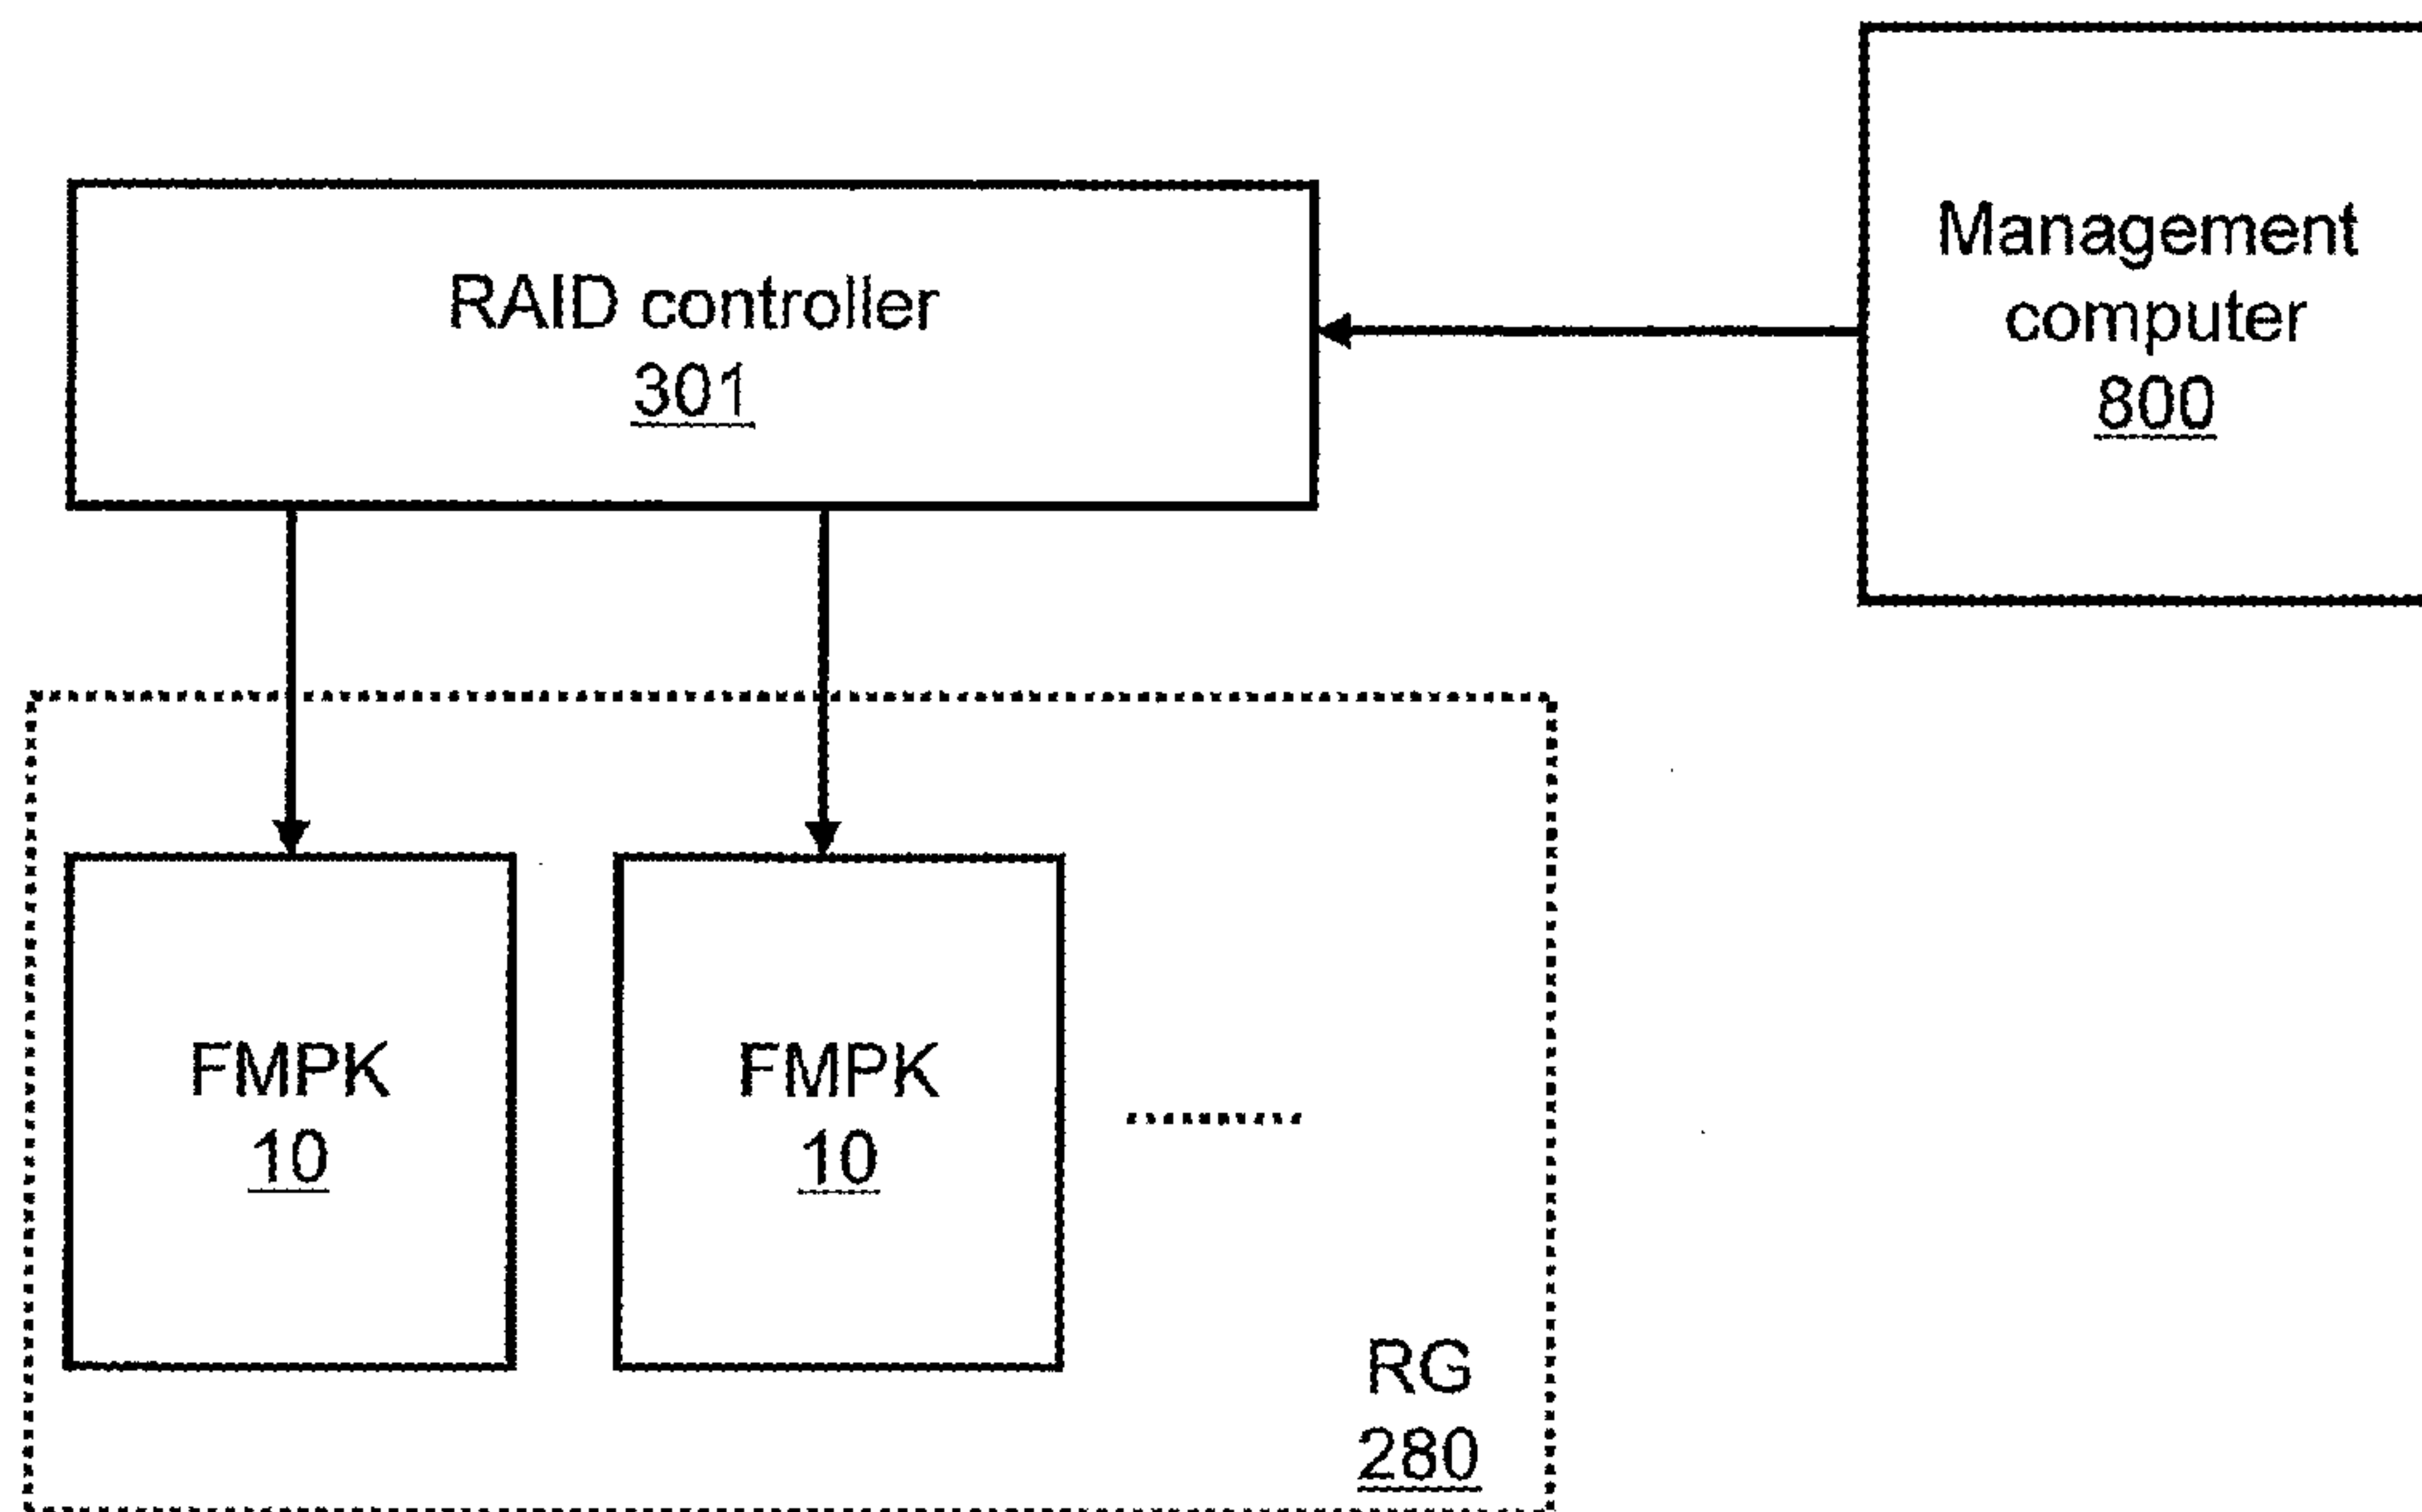 RAID controller
301
Management
computer
800
FMPK
10
FMPK
10
RG
280